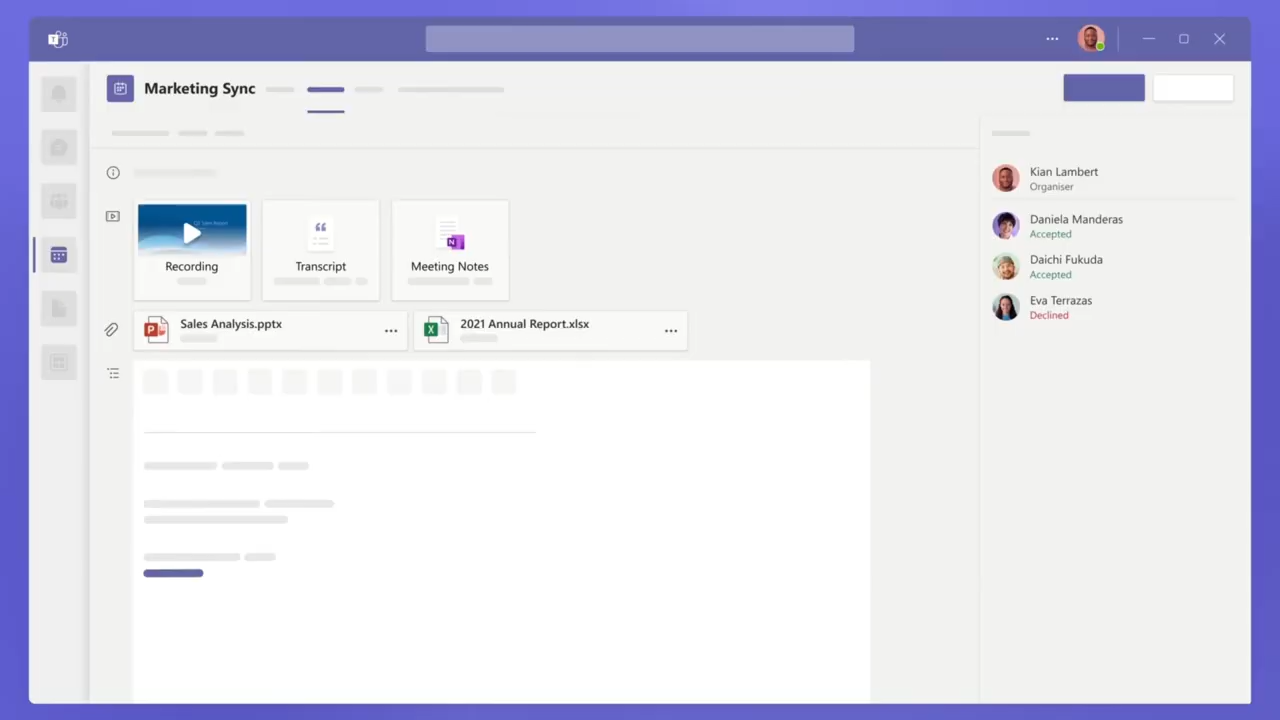 Marketing Sync
Kian Lambert
Organiser
Daniela Manderas
Accepted
Daichi Fukuda
Accepted
Eva Terrazas
Declined
Recording
Transcript
Meeting Notes
Sales Analysis.pptx
2021 Annual Report.xlsx